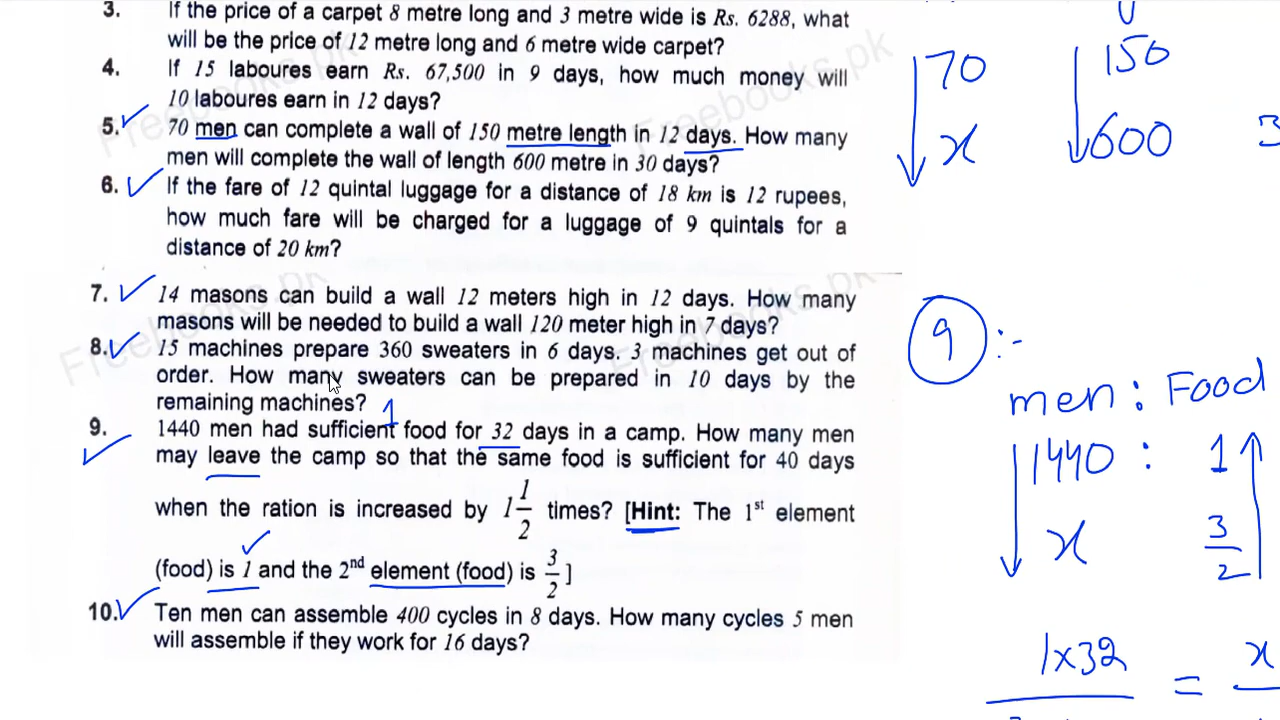 3. If the price of a carpet 8 metre long and 3 metre wide is Rs. 6288, what
will be the price of 12 metre long and 6 metre wide carpet?
4. If 15 laboures earn Rs. 67,500 in 9 days, how much money will
10 laboures earn in 12 days?
5. 70 men can complete a wall of 150 metre length in 12 days. How many
men will complete the wall of length 600 metre in 30 days?
6. If the fare of 12 quintal luggage for a distance of 18 km is 12 rupees,
how much fare will be charged for a luggage of 9 quintals for a
distance of 20 km?
7. 14 masons can build a wall 12 meters high in 12 days. How many
masons will be needed to build a wall 120 meter high in 7 days?
8. 15 machines prepare 360 sweaters in 6 days. 3 machines get out of
order. How many sweaters can be prepared in 10 days by the
remaining machines? 1
9. 1440 men had sufficient food for 32 days in a camp. How many men
may leave the camp so that the same food is sufficient for 40 days
when the ration is increased by 1 1/2 times? [Hint: The 1st element
(food) is 1 and the 2nd element (food) is 3/2 ]
10. Ten men can assemble 400 cycles in 8 days. How many cycles 5 men
will assemble if they work for 16 days?
70 150
x 600 3
9 :-
men : Food
1440 : 1
x 3/2
1x32 = x
Freebooks.pk
Freebooks.pk
Freebooks.pk
Freebooks.pk